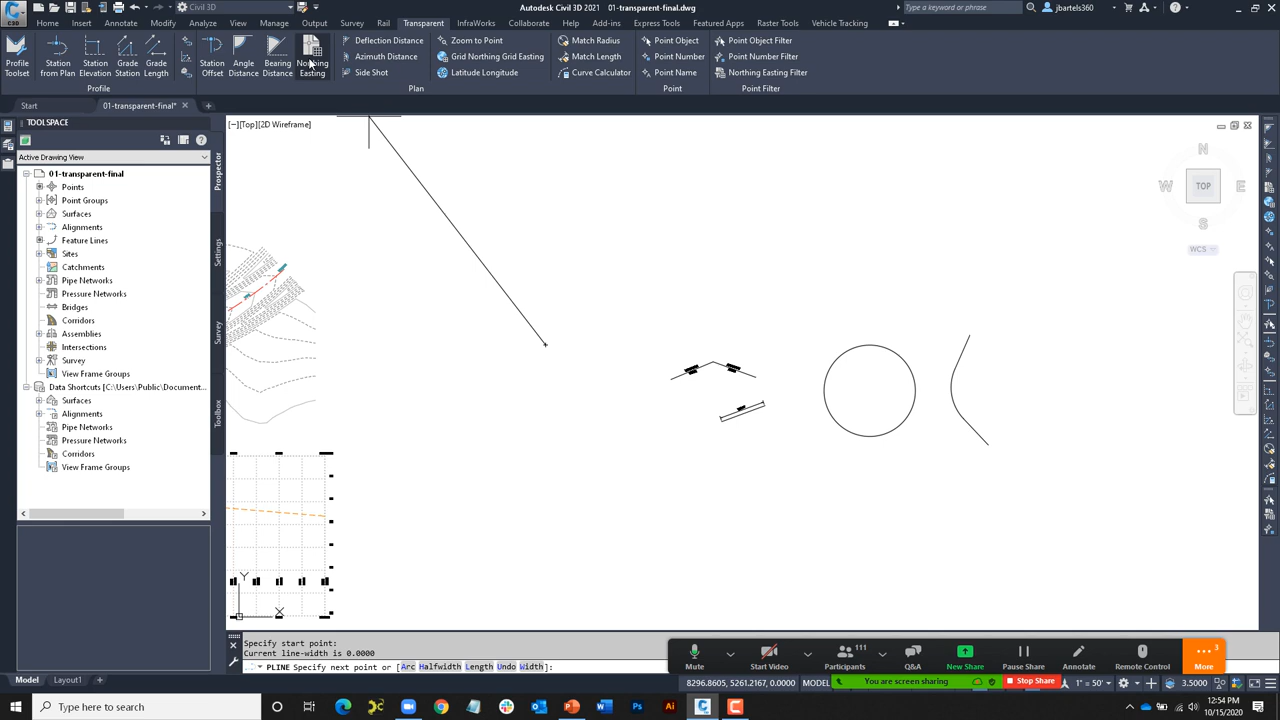 Civil 3D
Autodesk Civil 3D 2021 01-transparent-final.dwg
Type a keyword or phrase
jbartels360
Home Insert Annotate Modify Analyze View Manage Output Survey Rail Transparent InfraWorks Collaborate Help Add-ins Express Tools Featured Apps Raster Tools Vehicle Tracking
Profile Toolset
Station from Plan
Station Elevation
Grade Station
Grade Length
Station Offset
Angle Distance
Bearing Distance
Northing Easting
Deflection Distance
Azimuth Distance
Side Shot
Zoom to Point
Grid Northing Grid Easting
Latitude Longitude
Match Radius
Match Length
Curve Calculator
Point Object
Point Number
Point Name
Point Object Filter
Point Number Filter
Northing Easting Filter
Profile Plan Point Point Filter
Start 01-transparent-final*
TOOLSPACE
[−][Top][2D Wireframe]
Active Drawing View
01-transparent-final
Points
Point Groups
Surfaces
Alignments
Feature Lines
Sites
Catchments
Pipe Networks
Pressure Networks
Bridges
Corridors
Assemblies
Intersections
Survey
View Frame Groups
Data Shortcuts [C:\Users\Public\Document...
Surfaces
Alignments
Pipe Networks
Pressure Networks
Corridors
View Frame Groups
Prospector
Settings
Survey
Toolbox
N
W TOP E
S
WCS
Y
X
Specify start point:
Current line-width is 0.0000
PLINE Specify next point or [Arc Halfwidth Length Undo Width]:
Mute
Start Video
111
Participants
Q&A
New Share
Pause Share
Annotate
Remote Control
More
Model Layout1
8296.8605, 5261.2167, 0.0000 MODEL
You are screen sharing
Stop Share
1" = 50'
3.5000
Type here to search
12:54 PM
10/15/2020